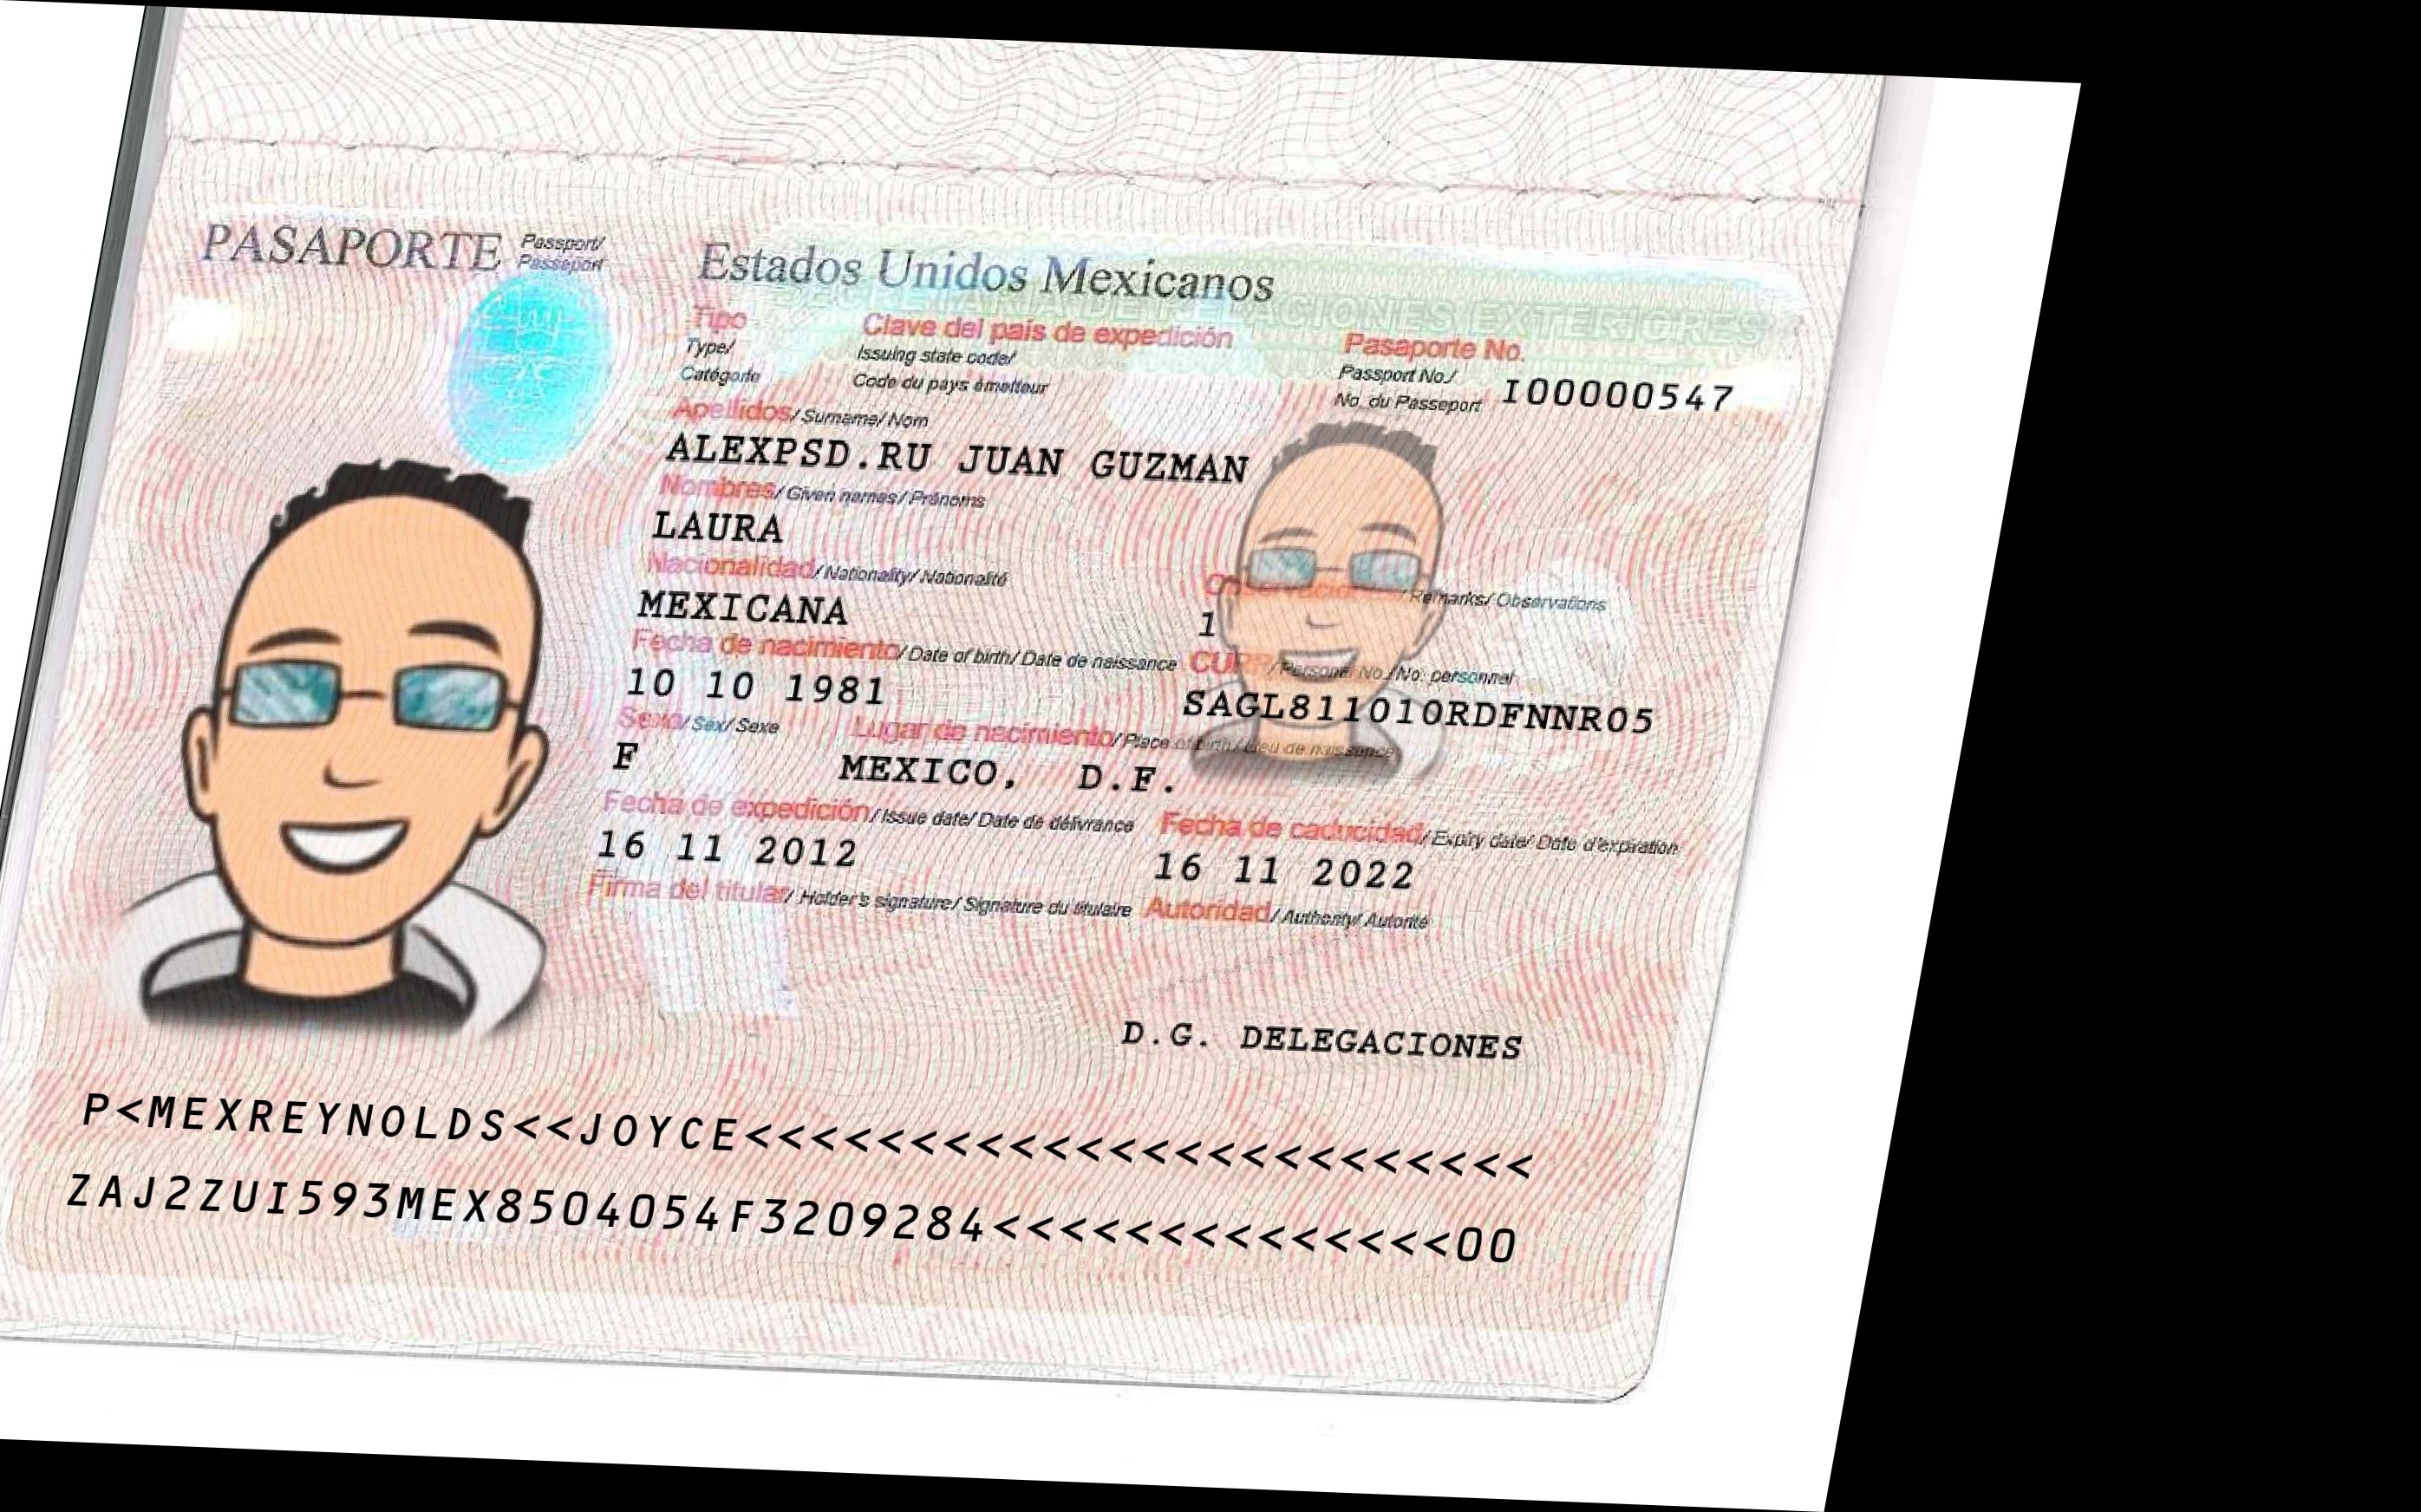 PASAPORTE Passport/ Passeport
Estados Unidos Mexicanos
Tipo Clave del país de expedición Pasaporte No.
Type/ Issuing state code/ Passport No./
Catégorie Code du pays émetteur No. du Passeport I00000547
Apellidos/ Surname/ Nom
ALEXPSD.RU JUAN GUZMAN
Nombres/ Given names/ Prénoms
LAURA
Nacionalidad/ Nationality/ Nationalité Remarks/ Observations
MEXICANA 1
Fecha de nacimiento/ Date of birth/ Date de naissance CURP/Personal No./No. personnel
10 10 1981 SAGL811010RDFNNR05
Sexo/ Sex/ Sexe Lugar de nacimiento/ Place of birth/ Lieu de naissance
F MEXICO, D.F.
Fecha de expedición/ Issue date/ Date de délivrance Fecha de caducidad/ Expiry date/ Date d'expiration
16 11 2012 16 11 2022
Firma del titular/ Holder's signature/ Signature du titulaire Autoridad/ Authority/ Autorité
D.G. DELEGACIONES
P<MEXREYNOLDS<<JOYCE<<<<<<<<<<<<<<<<<<<<<<<<
ZAJ2ZUI593MEX8504054F3209284<<<<<<<<<<<<<<00